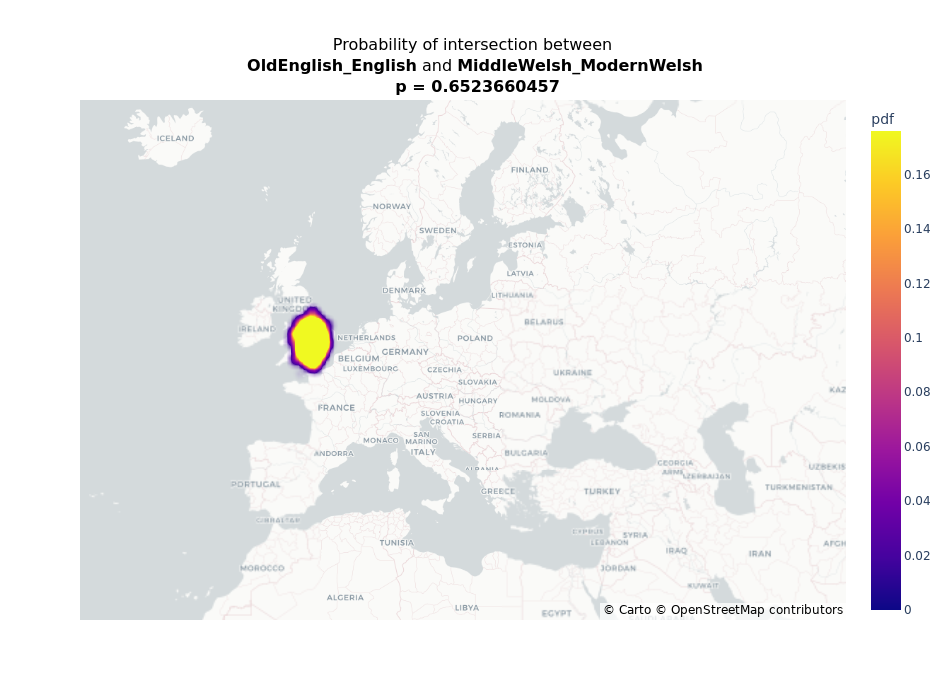 Probability of intersection between
OldEnglish_English and MiddleWelsh_ModernWelsh
p = 0.6523660457
pdf
ICELAND
0.16
FINLAND
NORWAY
SWEDEN
0.14
ESTONIA
LATVIA
DENMARK
0.12
LITHUANIA
UNITED
KINGDOM
IRELAND
BELARUS
NETHERLANDS
POLAND
0.1
GERMANY
BELGIUM
LUXEMBOURG
CZECHIA
UKRAINE
SLOVAKIA
0.08
KAZ
AUSTRIA
HUNGARY
MOLDOVA
FRANCE
SLOVENIA
ROMANIA
CROATIA
SAN
MARINO
SERBIA
MONACO
0.06
ANDORRA
ITALY
BULGARIA
GEORGIA
UZBEKIS
ALBANIA
ARME
AZERBAIJAN
PORTUGAL
TURKMENISTAN
GREECE
TURKEY
0.04
GIBRALTAR
CYPRUS
SYRIA
TUNISIA
LEBANON
AFGH
IRAQ
IRAN
0.02
MOROCCO
JORDAN
KUWAIT
ALGERIA
LIBYA
EGYPT
© Carto © OpenStreetMap contributors
0
SAUDI ARABIA